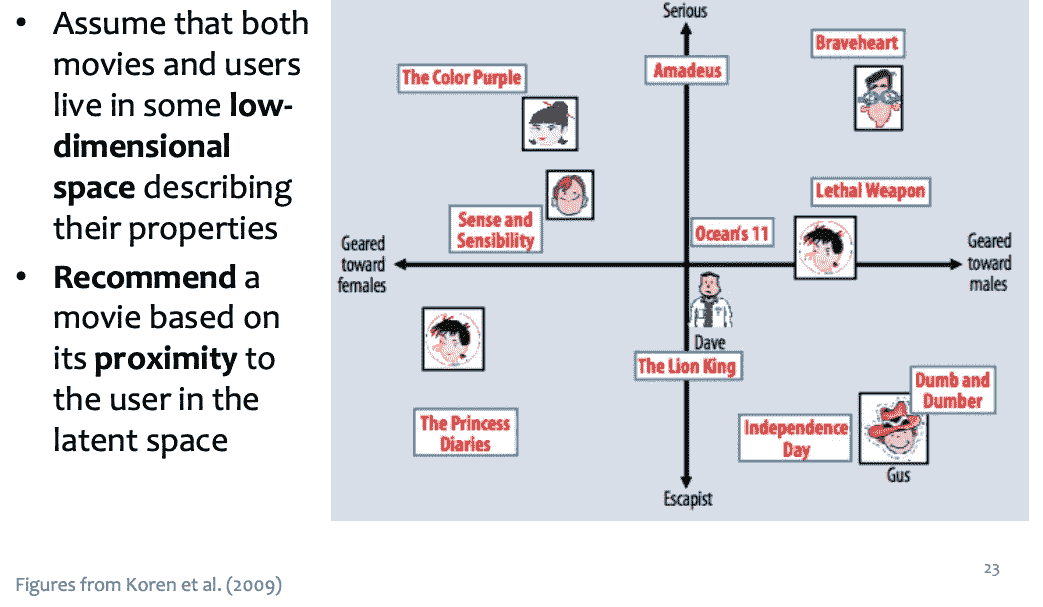 • Assume that both
movies and users
live in some low-
dimensional
space describing
their properties
• Recommend a
movie based on
its proximity to
the user in the
latent space
Serious
Braveheart
Amadeus
The Color Purple
Lethal Weapon
Sense and
Sensibility
Ocean's 11
Geared
toward
females
Geared
toward
males
Dave
The Lion King
Dumb and
Dumber
The Princess
Diaries
Independence
Day
Gus
Escapist
23
Figures from Koren et al. (2009)